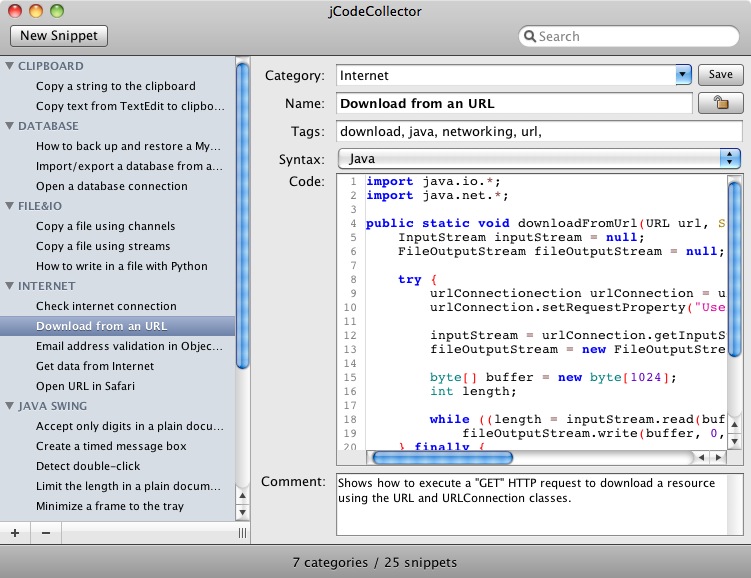 jCodeCollector
New Snippet
Search
CLIPBOARD
Copy a string to the clipboard
Copy text from TextEdit to clipbo...
DATABASE
How to back up and restore a My...
Import/export a database from a...
Open a database connection
FILE&IO
Copy a file using channels
Copy a file using streams
How to write in a file with Python
INTERNET
Check internet connection
Download from an URL
Email address validation in Objec...
Get data from Internet
Open URL in Safari
JAVA SWING
Accept only digits in a plain docu...
Create a timed message box
Detect double-click
Limit the length in a plain docum...
Minimize a frame to the tray
Category: Internet Save
Name: Download from an URL
Tags: download, java, networking, url,
Syntax: Java
Code:
1 import java.io.*;
2 import java.net.*;
3
4 public static void downloadFromUrl(URL url, S
5 InputStream inputStream = null;
6 FileOutputStream fileOutputStream = null;
7
8 try {
9 urlConnectionection urlConnection = u
10 urlConnection.setRequestProperty("Use
11
12 inputStream = urlConnection.getInputS
13 fileOutputStream = new FileOutputStre
14
15 byte[] buffer = new byte[1024];
16 int length;
17
18 while ((length = inputStream.read(buf
19 fileOutputStream.write(buffer, 0,
20 } finally {
Comment: Shows how to execute a "GET" HTTP request to download a resource
using the URL and URLConnection classes.
7 categories / 25 snippets